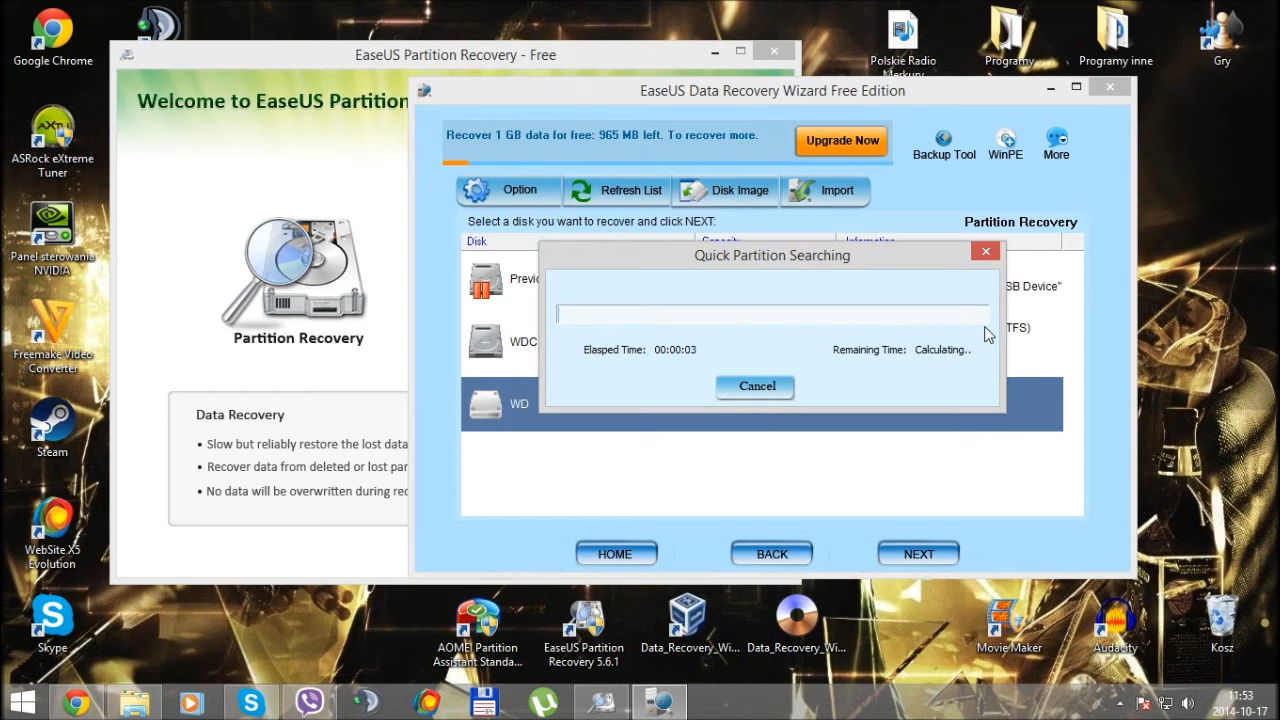 Google Chrome
ASRock eXtreme
Tuner
Panel sterowania
NVIDIA
Freemake Video
Converter
Steam
WebSite X5
Evolution
Skype
EaseUS Partition Recovery - Free
Welcome to EaseUS Partition
Partition Recovery
Data Recovery
• Slow but reliably restore the lost data
• Recover data from deleted or lost par
• No data will be overwritten during rec
EaseUS Data Recovery Wizard Free Edition
Recover 1 GB data for free: 965 MB left. To recover more.
Upgrade Now
Backup Tool
WinPE
More
Option
Refresh List
Disk Image
Import
Select a disk you want to recover and click NEXT:
Partition Recovery
Disk
Capacity
Information
Previo
SB Device"
WDC
TFS)
WD
Quick Partition Searching
Elasped Time: 00:00:03
Remaining Time: Calculating..
Cancel
HOME
BACK
NEXT
Polskie Radio
Merkury
Programy
Programy inne
Gry
AXTU
AOMEI Partition
Assistant Standa...
EaseUS Partition
Recovery 5.6.1
Data_Recovery_Wi...
Data_Recovery_Wi...
Movie Maker
Audacity
Kosz
11:53
2014-10-17